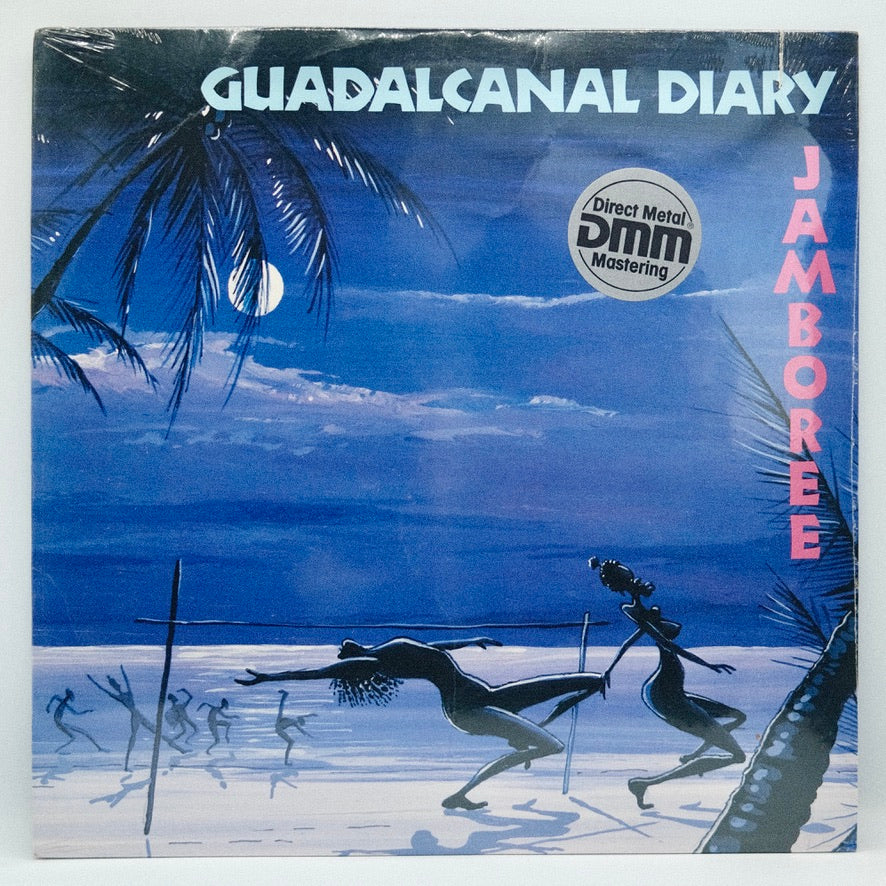 GUADALCANAL DIARY
JAMBOREE
Direct Metal
DMM®
Mastering